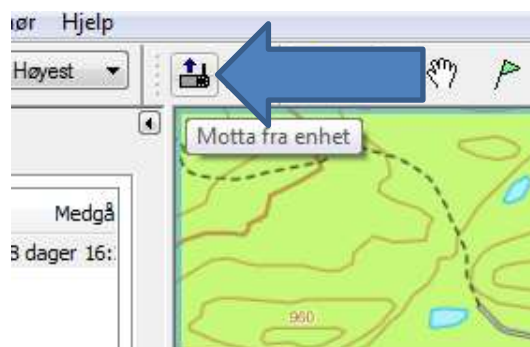 ør Hjelp
Høyest
Motta fra enhet
Medgå
3 dager 16:
960